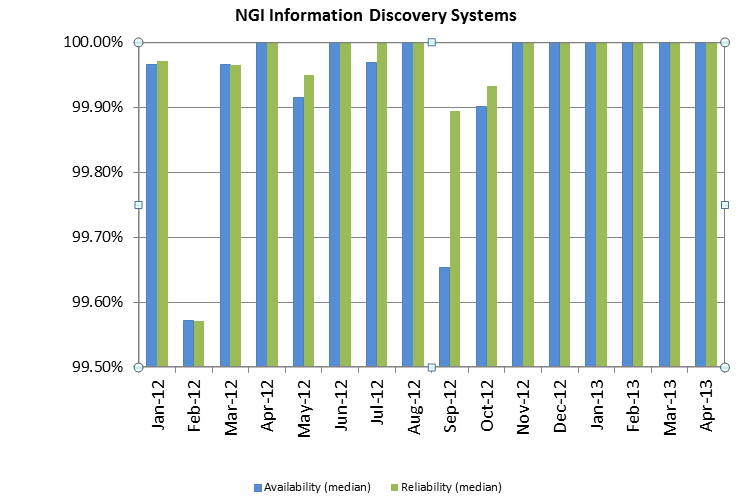 NGI Information Discovery Systems
100.00%
99.90%
99.80%
99.70%
99.60%
99.50%
Jan-12
Feb-12
Mar-12
Apr-12
May-12
Jun-12
Jul-12
Aug-12
Sep-12
Oct-12
Nov-12
Dec-12
Jan-13
Feb-13
Mar-13
Apr-13
Availability (median)
Reliability (median)